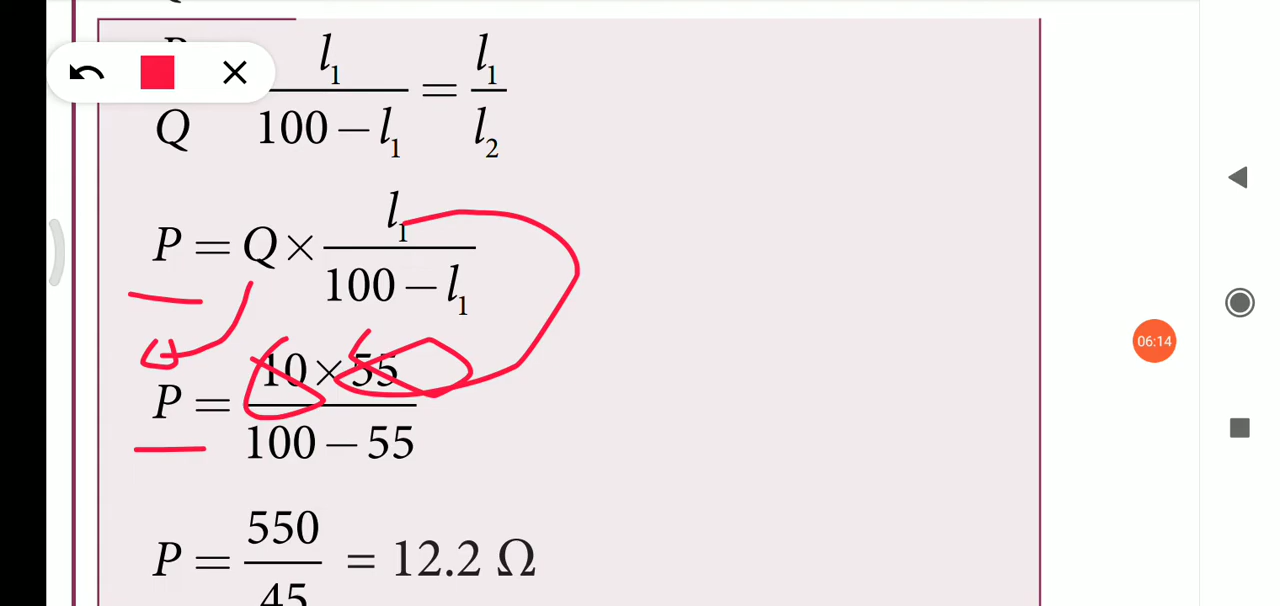 P/Q l₁/(100 − l₁) = l₁/l₂
P = Q × l₁/(100 − l₁)
P = (10 × 55)/(100 − 55)
P = 550/45 = 12.2 Ω
06:14